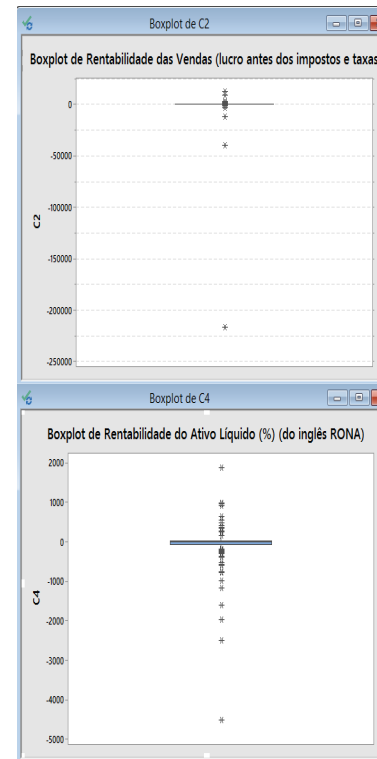 Boxplot de C2
Boxplot de Rentabilidade das Vendas (lucro antes dos impostos e taxas
0
-50000
-100000
-150000
-200000
-250000
C2
Boxplot de C4
Boxplot de Rentabilidade do Ativo Líquido (%) (do inglês RONA)
2000
1000
0
-1000
-2000
-3000
-4000
-5000
C4